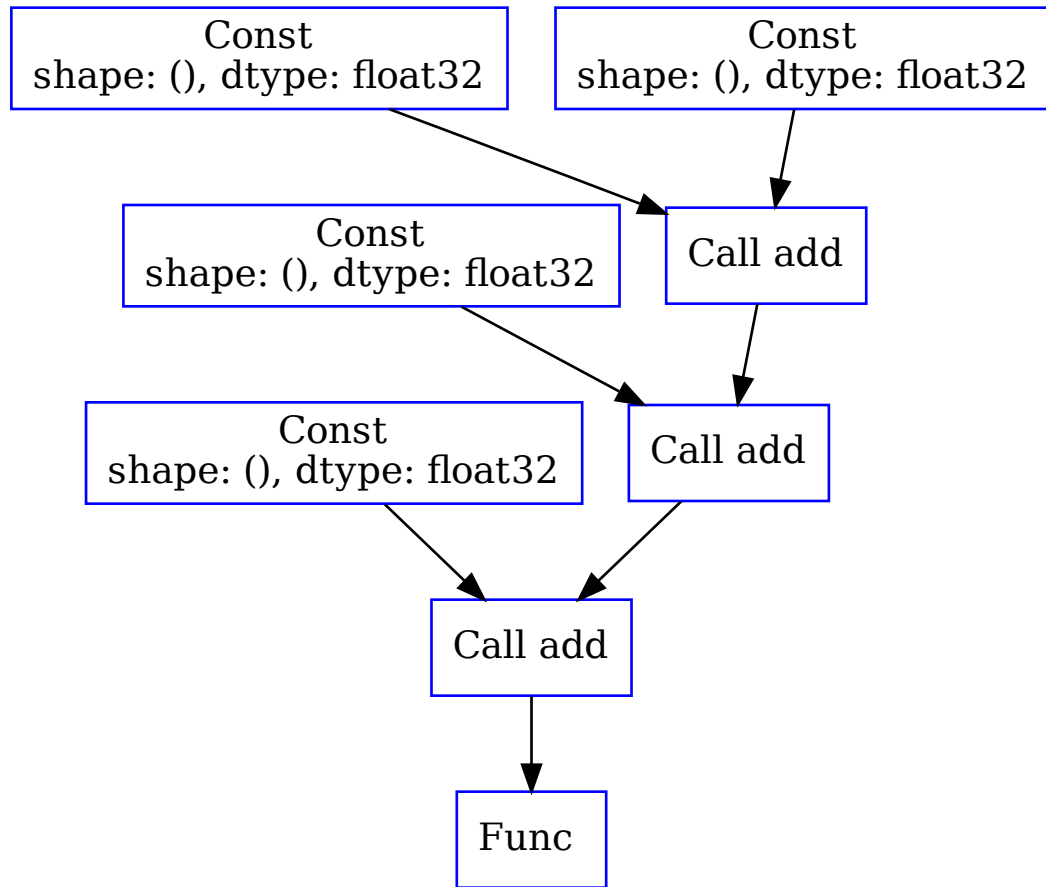 Const
shape: (), dtype: float32
Const
shape: (), dtype: float32
Const
shape: (), dtype: float32
Call add
Call add
Const
shape: (), dtype: float32
Call add
Func